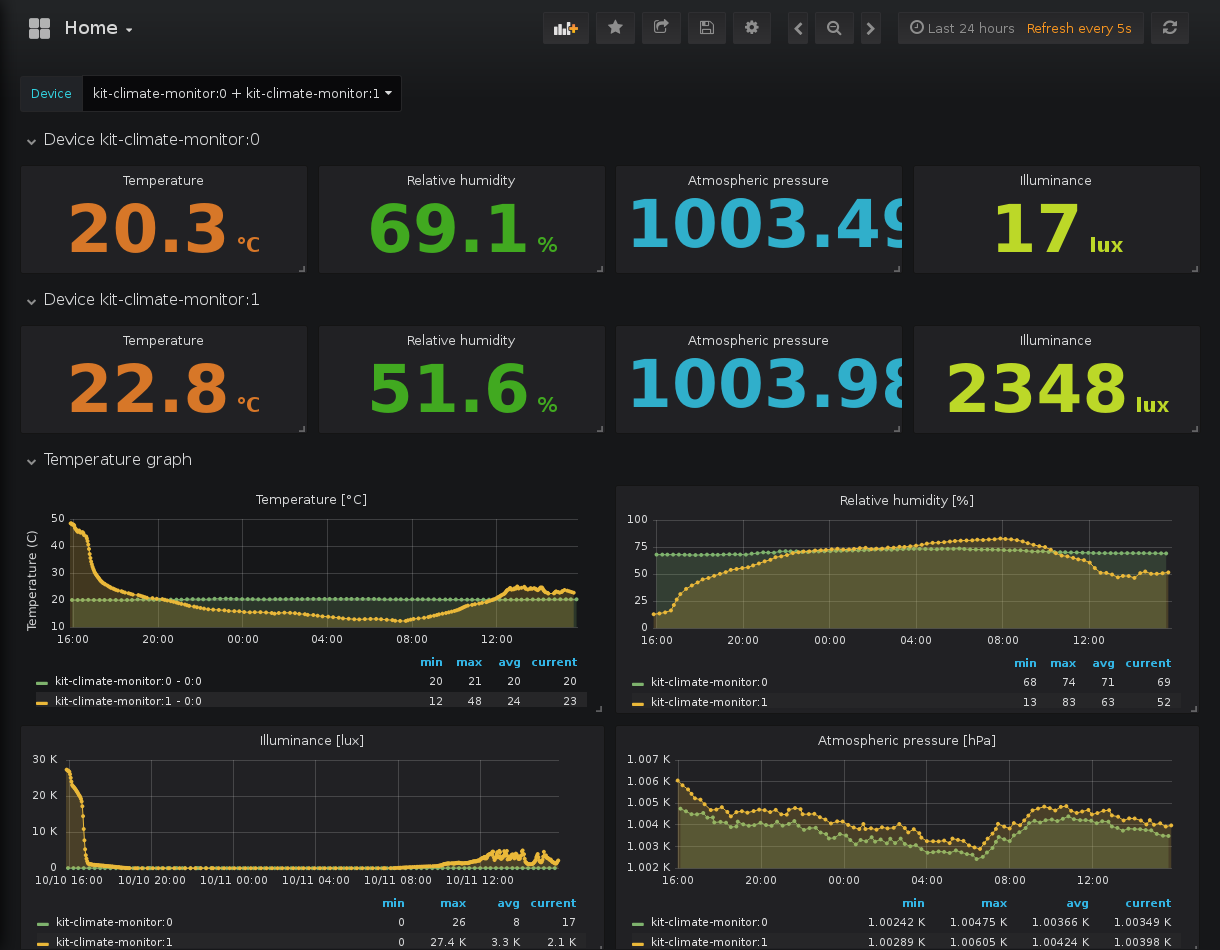 Home
Last 24 hours Refresh every 5s
Device kit-climate-monitor:0 + kit-climate-monitor:1
Device kit-climate-monitor:0
Temperature Relative humidity Atmospheric pressure Illuminance
20.3 °C 69.1 % 1003.49 17 lux
Device kit-climate-monitor:1
Temperature Relative humidity Atmospheric pressure Illuminance
22.8 °C 51.6 % 1003.98 2348 lux
Temperature graph
Temperature [°C]
Temperature (C)
50
40
30
20
10
16:00 20:00 00:00 04:00 08:00 12:00
min max avg current
kit-climate-monitor:0 - 0:0 20 21 20 20
kit-climate-monitor:1 - 0:0 12 48 24 23
Relative humidity [%]
100
75
50
25
0
16:00 20:00 00:00 04:00 08:00 12:00
min max avg current
kit-climate-monitor:0 68 74 71 69
kit-climate-monitor:1 13 83 63 52
Illuminance [lux]
30 K
20 K
10 K
0
10/10 16:00 10/10 20:00 10/11 00:00 10/11 04:00 10/11 08:00 10/11 12:00
min max avg current
kit-climate-monitor:0 0 26 8 17
kit-climate-monitor:1 0 27.4 K 3.3 K 2.1 K
Atmospheric pressure [hPa]
1.007 K
1.006 K
1.005 K
1.004 K
1.003 K
1.002 K
16:00 20:00 00:00 04:00 08:00 12:00
min max avg current
kit-climate-monitor:0 1.00242 K 1.00475 K 1.00366 K 1.00349 K
kit-climate-monitor:1 1.00289 K 1.00605 K 1.00424 K 1.00398 K